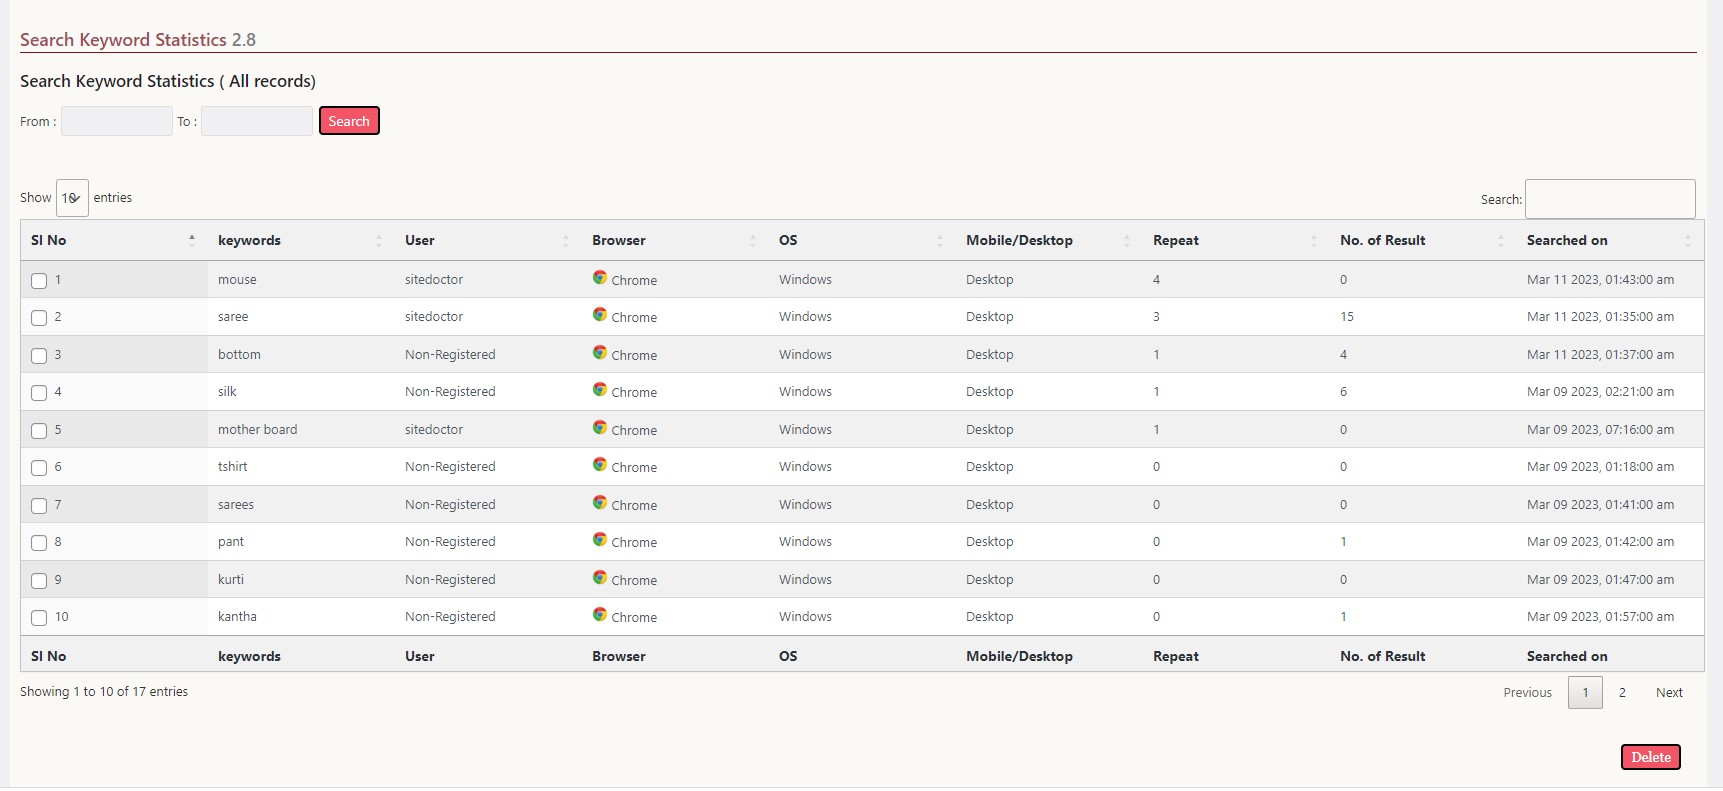 Search Keyword Statistics 2.8
Search Keyword Statistics ( All records)
From : To : Search
Show 10 entries Search:
SI No keywords User Browser OS Mobile/Desktop Repeat No. of Result Searched on
1 mouse sitedoctor Chrome Windows Desktop 4 0 Mar 11 2023, 01:43:00 am
2 saree sitedoctor Chrome Windows Desktop 3 15 Mar 11 2023, 01:35:00 am
3 bottom Non-Registered Chrome Windows Desktop 1 4 Mar 11 2023, 01:37:00 am
4 silk Non-Registered Chrome Windows Desktop 1 6 Mar 09 2023, 02:21:00 am
5 mother board sitedoctor Chrome Windows Desktop 1 0 Mar 09 2023, 07:16:00 am
6 tshirt Non-Registered Chrome Windows Desktop 0 0 Mar 09 2023, 01:18:00 am
7 sarees Non-Registered Chrome Windows Desktop 0 0 Mar 09 2023, 01:41:00 am
8 pant Non-Registered Chrome Windows Desktop 0 1 Mar 09 2023, 01:42:00 am
9 kurti Non-Registered Chrome Windows Desktop 0 0 Mar 09 2023, 01:47:00 am
10 kantha Non-Registered Chrome Windows Desktop 0 1 Mar 09 2023, 01:57:00 am
SI No keywords User Browser OS Mobile/Desktop Repeat No. of Result Searched on
Showing 1 to 10 of 17 entries Previous 1 2 Next
Delete